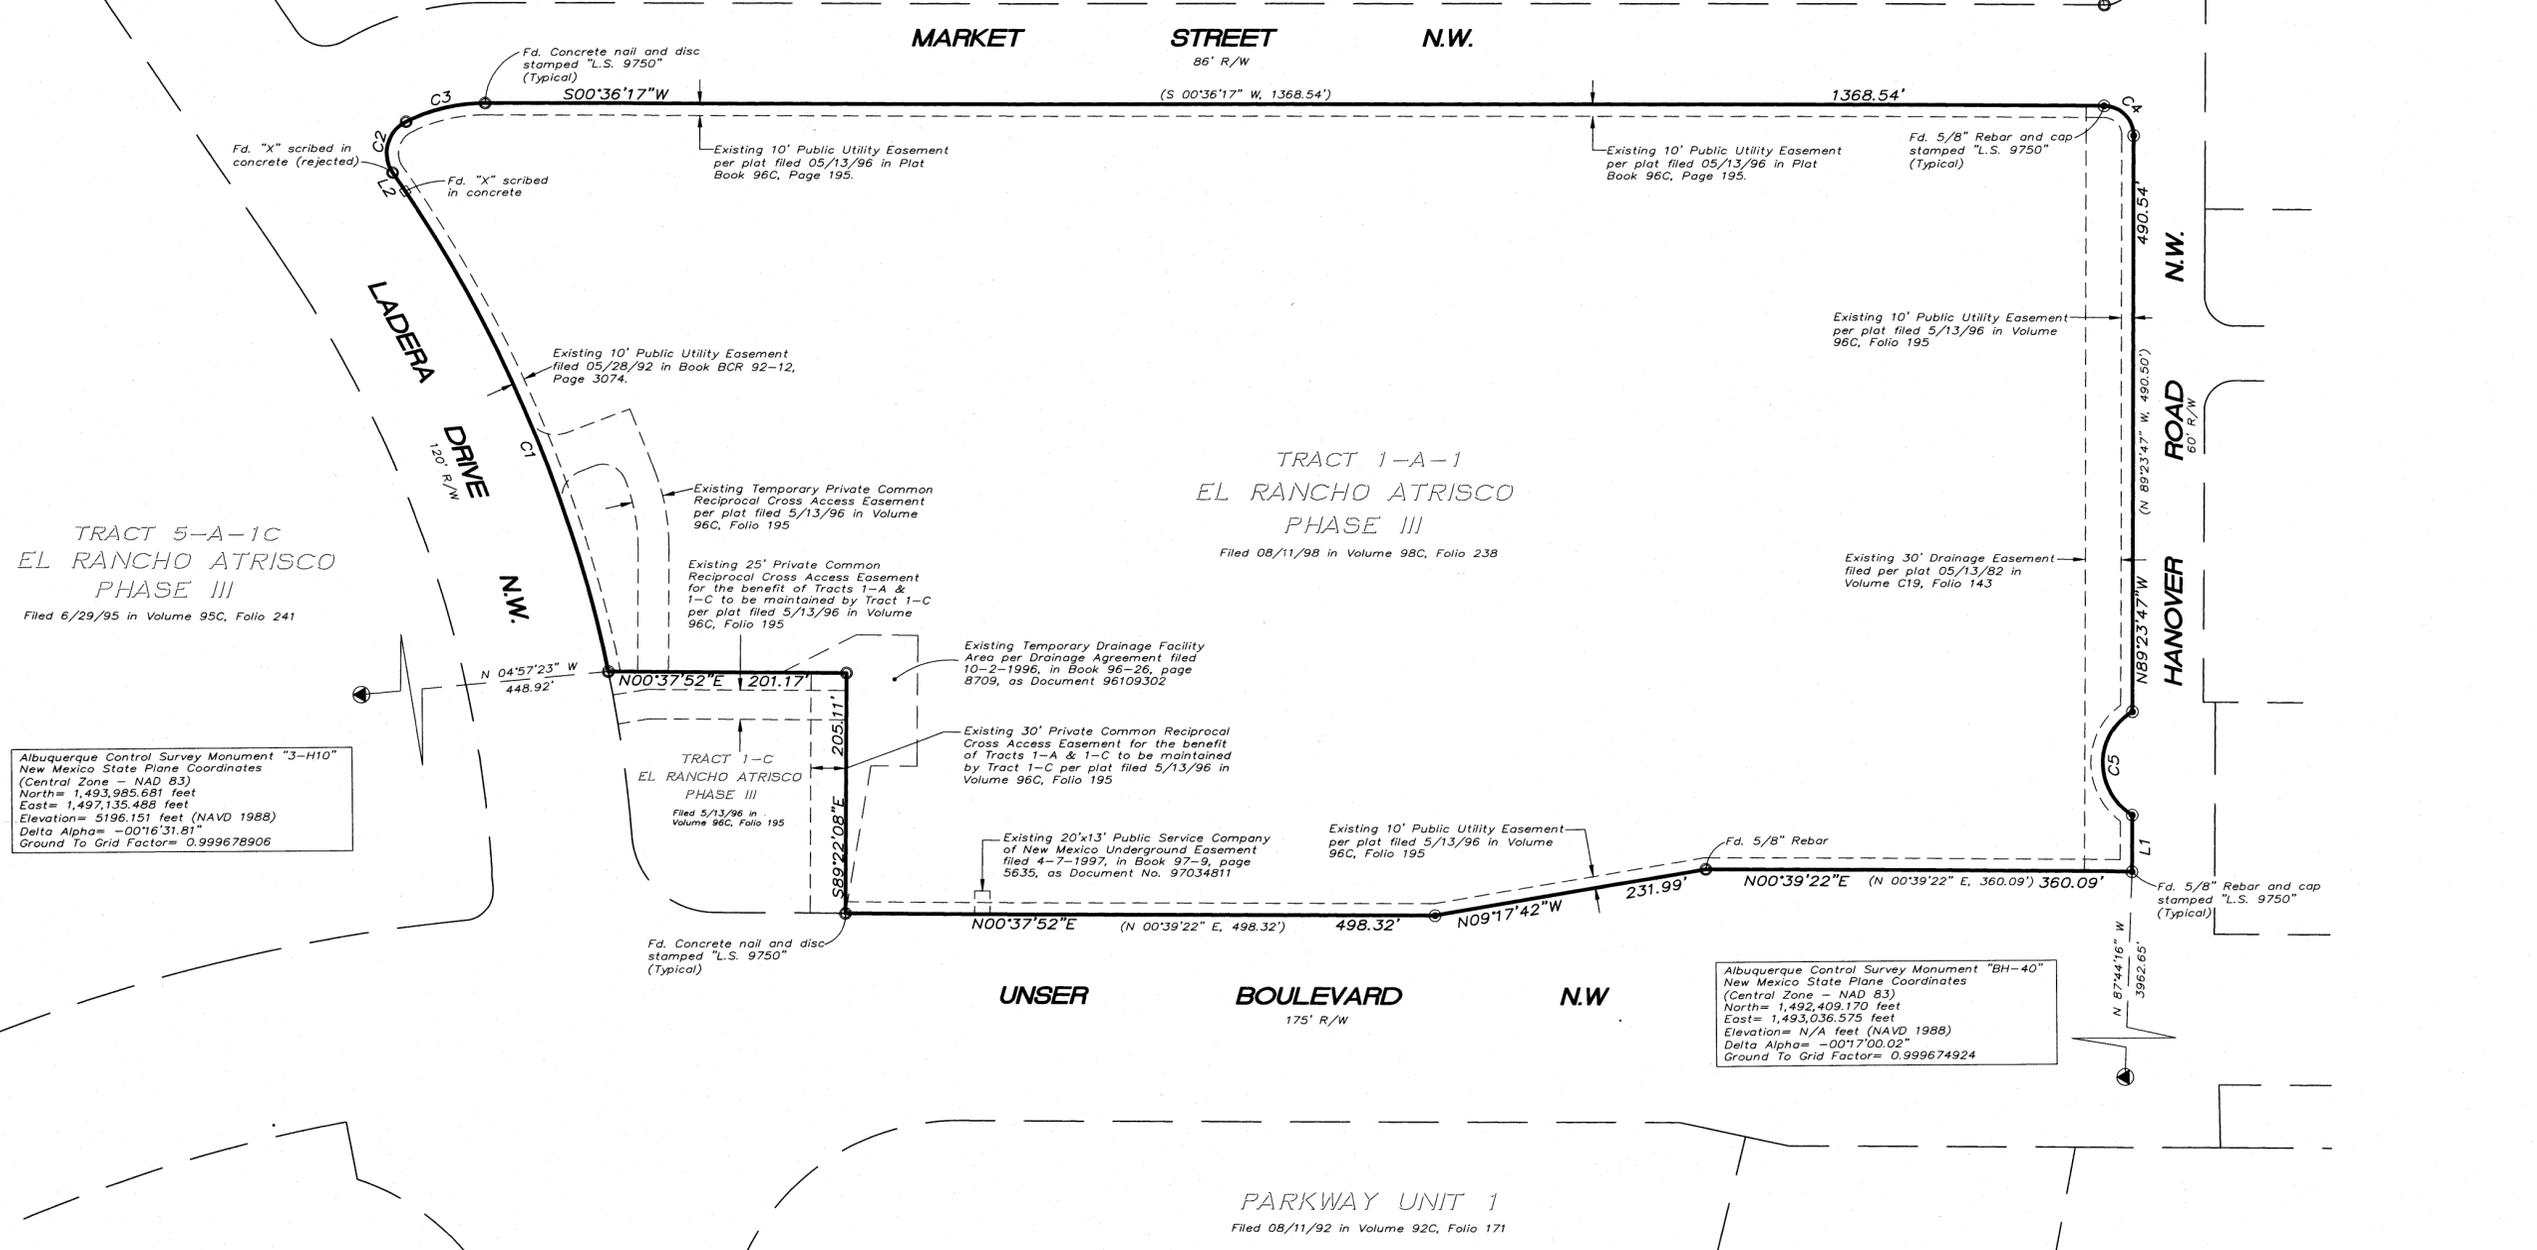 MARKET STREET N.W.
86' R/W
Fd. Concrete nail and disc
stamped "L.S. 9750"
(Typical)
C3
S00°36'17"W
(S 00°36'17" W, 1368.54')
1368.54'
C4
C2
Fd. "X" scribed in
concrete (rejected)
L2
Fd. "X" scribed
in concrete
Existing 10' Public Utility Easement
per plat filed 05/13/96 in Plat
Book 96C, Page 195.
Existing 10' Public Utility Easement
per plat filed 05/13/96 in Plat
Book 96C, Page 195.
Fd. 5/8" Rebar and cap
stamped "L.S. 9750"
(Typical)
490.54'
(N 89°23'47" W, 490.50')
N89°23'47"W
HANOVER ROAD N.W.
60' R/W
Existing 10' Public Utility Easement
per plat filed 5/13/96 in Volume
96C, Folio 195
LADERA DRIVE N.W.
120' R/W
Existing 10' Public Utility Easement
filed 05/28/92 in Book BCR 92-12,
Page 3074.
C1
TRACT 1-A-1
EL RANCHO ATRISCO
PHASE III
Filed 08/11/98 in Volume 98C, Folio 238
Existing Temporary Private Common
Reciprocal Cross Access Easement
per plat filed 5/13/96 in Volume
96C, Folio 195
TRACT 5-A-1C
EL RANCHO ATRISCO
PHASE III
Filed 6/29/95 in Volume 95C, Folio 241
Existing 25' Private Common
Reciprocal Cross Access Easement
for the benefit of Tracts 1-A &
1-C to be maintained by Tract 1-C
per plat filed 5/13/96 in Volume
96C, Folio 195
Existing 30' Drainage Easement
filed per plat 05/13/82 in
Volume C19, Folio 143
N 04°57'23" W
448.92'
N00°37'52"E 201.17'
Existing Temporary Drainage Facility
Area per Drainage Agreement filed
10-2-1996, in Book 96-26, page
8709, as Document 96109302
205.11'
S89°22'08"E
Existing 30' Private Common Reciprocal
Cross Access Easement for the benefit
of Tracts 1-A & 1-C to be maintained
by Tract 1-C per plat filed 5/13/96 in
Volume 96C, Folio 195
TRACT 1-C
EL RANCHO ATRISCO
PHASE III
Filed 5/13/96 in
Volume 96C, Folio 195
C5
Albuquerque Control Survey Monument "3-H10"
New Mexico State Plane Coordinates
(Central Zone - NAD 83)
North= 1,493,985.681 feet
East= 1,497,135.488 feet
Elevation= 5196.151 feet (NAVD 1988)
Delta Alpha= -00°16'31.81"
Ground To Grid Factor= 0.999678906
Existing 20'x13' Public Service Company
of New Mexico Underground Easement
filed 4-7-1997, in Book 97-9, page
5635, as Document No. 97034811
Existing 10' Public Utility Easement
per plat filed 5/13/96 in Volume
96C, Folio 195
Fd. 5/8" Rebar
L1
N00°39'22"E (N 00°39'22" E, 360.09') 360.09'
231.99'
N09°17'42"W
Fd. 5/8" Rebar and cap
stamped "L.S. 9750"
(Typical)
N00°37'52"E (N 00°39'22" E, 498.32') 498.32'
Fd. Concrete nail and disc
stamped "L.S. 9750"
(Typical)
N 87°44'16" W
3962.65'
UNSER BOULEVARD N.W
175' R/W
Albuquerque Control Survey Monument "BH-40"
New Mexico State Plane Coordinates
(Central Zone - NAD 83)
North= 1,492,409.170 feet
East= 1,493,036.575 feet
Elevation= N/A feet (NAVD 1988)
Delta Alpha= -00°17'00.02"
Ground To Grid Factor= 0.999674924
PARKWAY UNIT 1
Filed 08/11/92 in Volume 92C, Folio 171